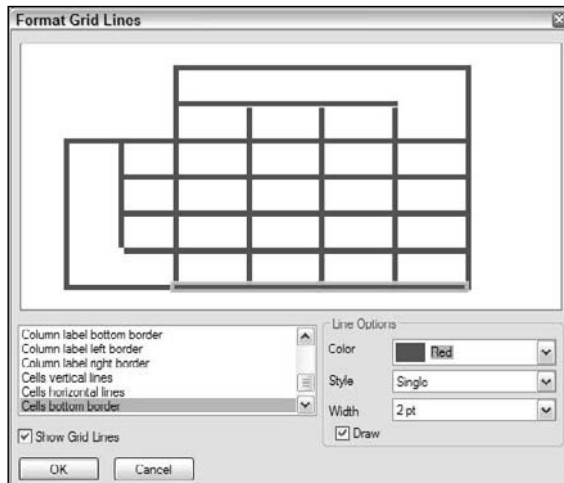 Format Grid Lines
Column label bottom border
Column label left border
Column label right border
Cells vertical lines
Cells horizontal lines
Cells bottom border
Show Grid Lines
Line Options
Color
Red
Style
Single
Width
2 pt
Draw
OK
Cancel